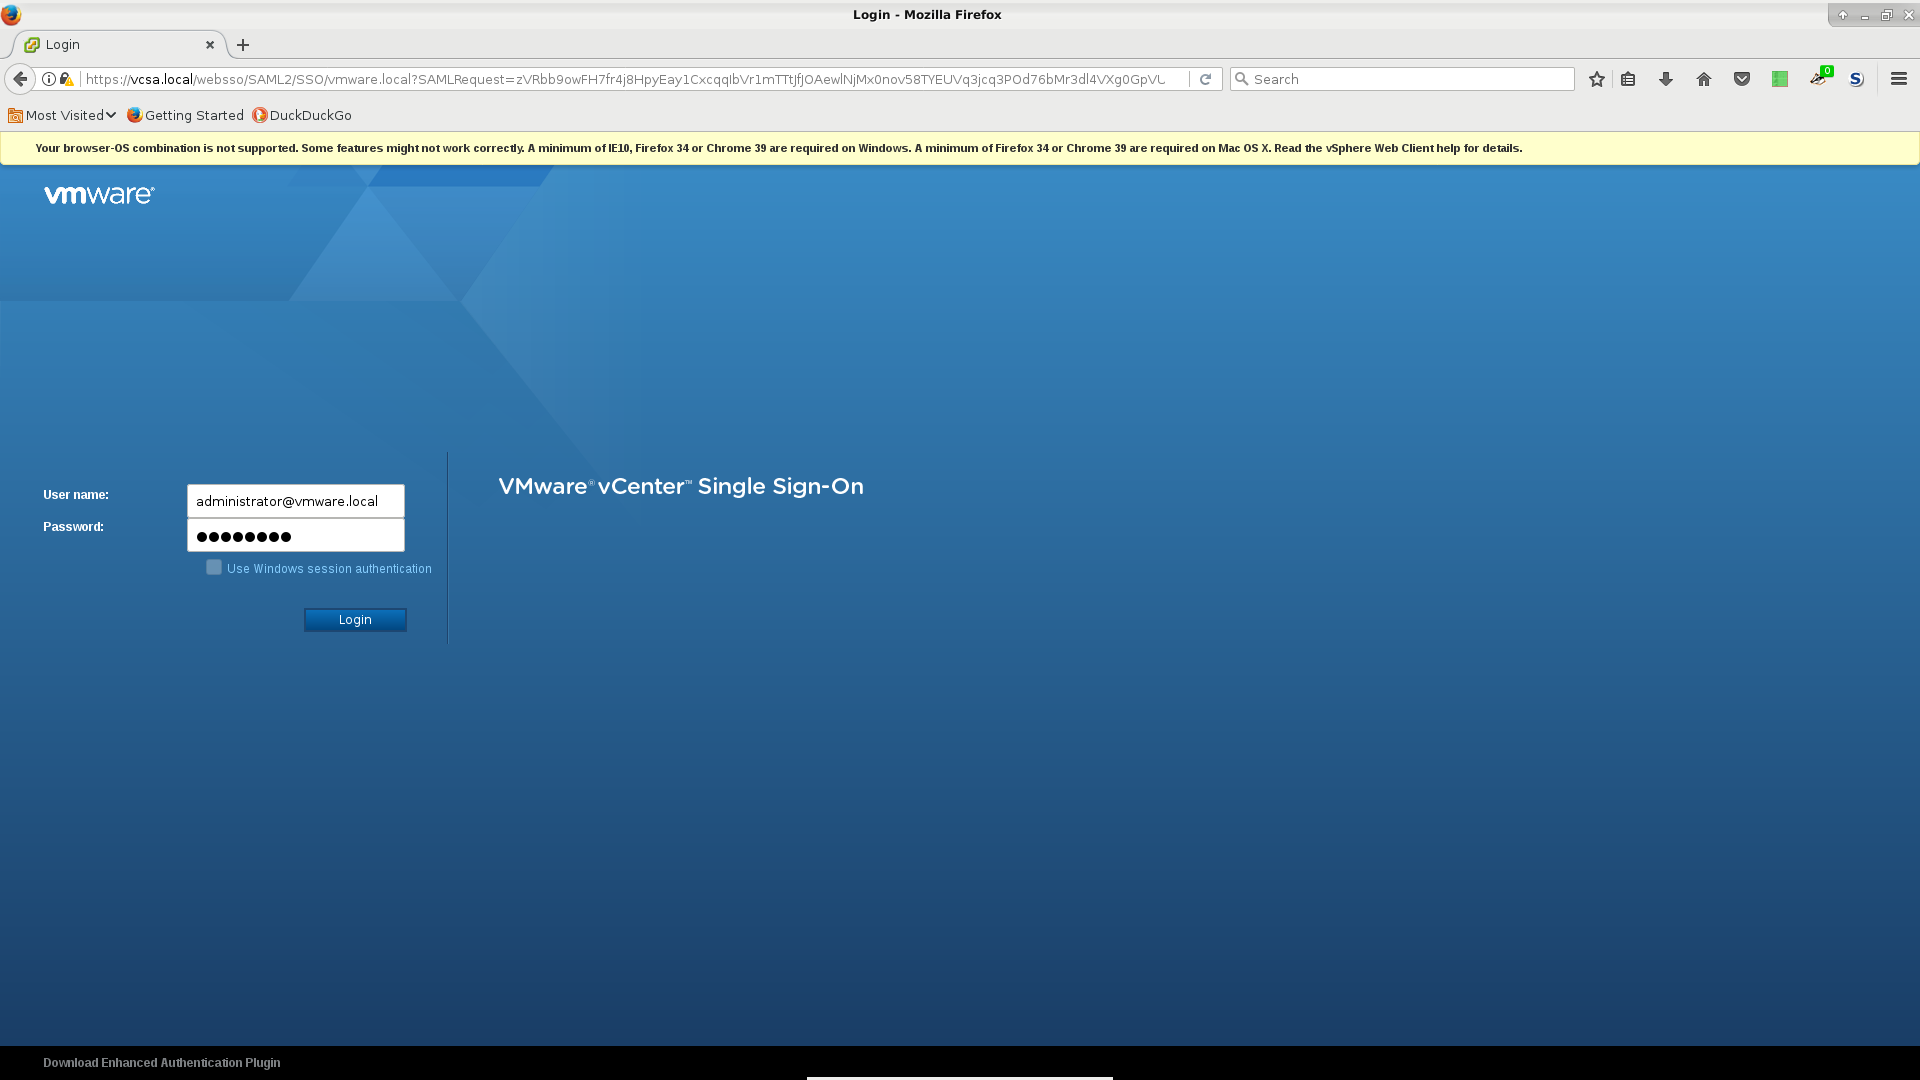 Login - Mozilla Firefox
Login
https://vcsa.local/websso/SAML2/SSO/vmware.local?SAMLRequest=
Search
0
S
Most Visited
Getting Started
DuckDuckGo
Your browser-OS combination is not supported. Some features might not work correctly. A minimum of IE10, Firefox 34 or Chrome 39 are required on Windows. A minimum of Firefox 34 or Chrome 39 are required on Mac OS X. Read the vSphere Web Client help for details.
vmware®
User name:
administrator@vmware.local
VMware® vCenter™ Single Sign-On
Password:
Use Windows session authentication
Login
Download Enhanced Authentication Plugin